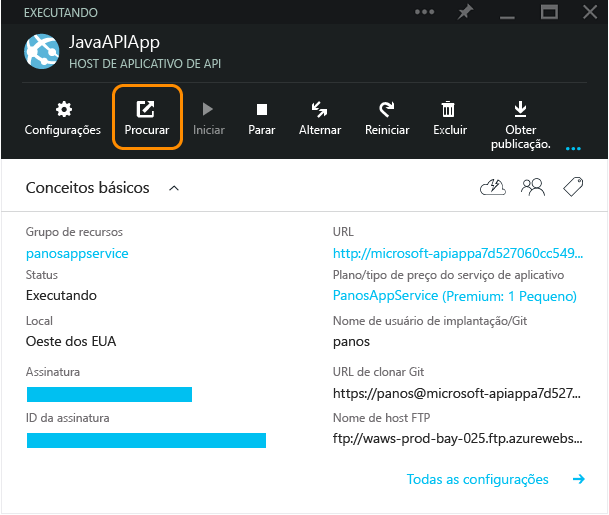 EXECUTANDO
JavaAPIApp
HOST DE APLICATIVO DE API
Configurações
Procurar
Iniciar
Parar
Alternar
Reiniciar
Excluir
Obter
publicação.
Conceitos básicos
Grupo de recursos
panosappservice
URL
http://microsoft-apiappa7d527060cc549...
Status
Executando
Plano/tipo de preço do serviço de aplicativo
PanosAppService (Premium: 1 Pequeno)
Local
Oeste dos EUA
Nome de usuário de implantação/Git
panos
Assinatura
URL de clonar Git
https://panos@microsoft-apiappa7d527...
ID da assinatura
Nome de host FTP
ftp://waws-prod-bay-025.ftp.azurewebs...
Todas as configurações